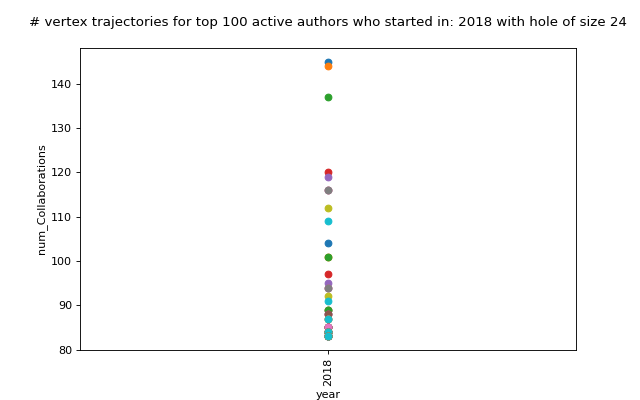 # vertex trajectories for top 100 active authors who started in: 2018 with hole of size 24
140
130
120
110
100
90
80
num_Collaborations
2018
year